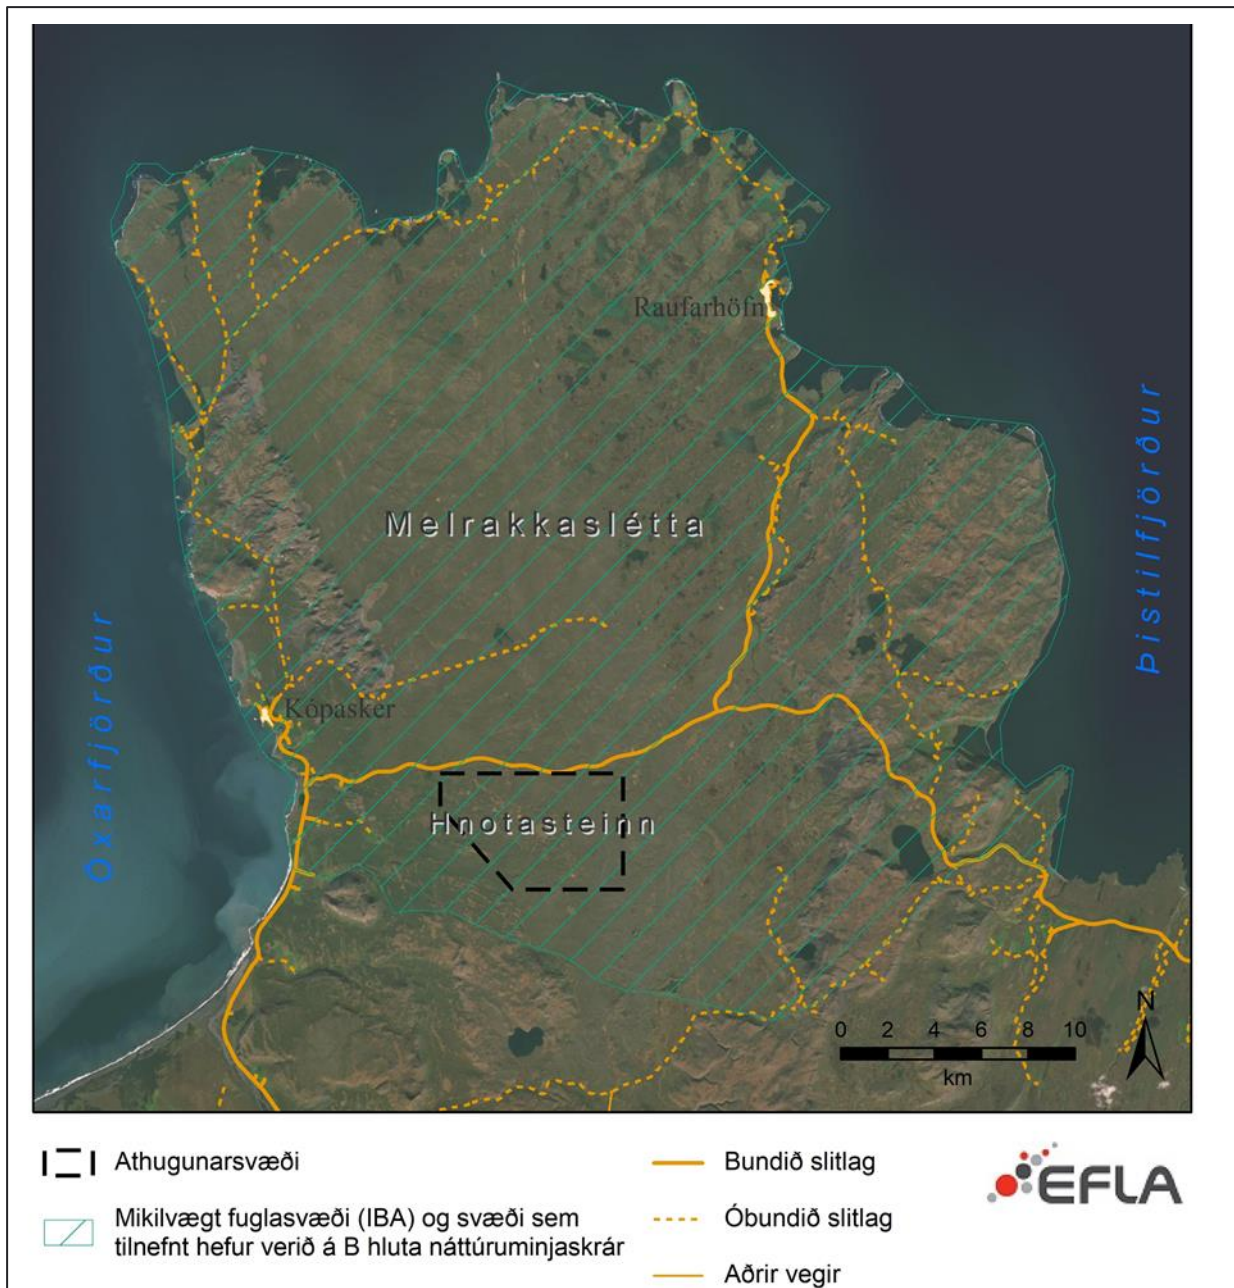 Raufarhöfn
Melrakkaslétta
Þistilfjörður
Öxarfjörður
Kópasker
Hnotasteinn
N
0 2 4 6 8 10
km
Athugunarsvæði
Mikilvægt fuglasvæði (IBA) og svæði sem
tilnefnt hefur verið á B hluta náttúruminjaskrár
Bundið slitlag
Óbundið slitlag
Aðrir vegir
EFLA